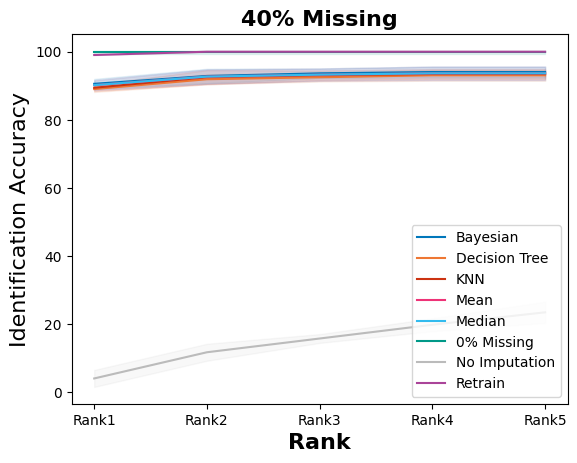 40% Missing
Identification Accuracy
100
80
60
40
20
0
Bayesian
Decision Tree
KNN
Mean
Median
0% Missing
No Imputation
Retrain
Rank1 Rank2 Rank3 Rank4 Rank5
Rank